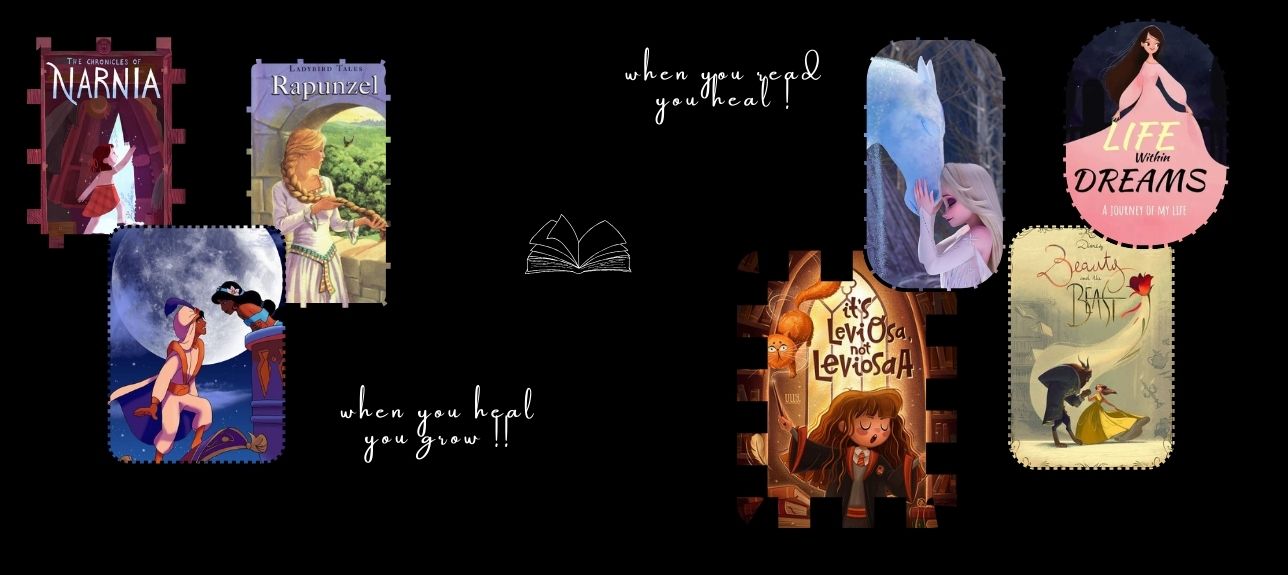 THE CHRONICLES OF
NARNIA
LADYBIRD TALES
Rapunzel
when you read
you heal !
LIFE
Within
DREAMS
A JOURNEY OF MY LIFE
Disney
Beauty
and the
BEAST
it's
LeviOsa,
not
LeviosaA
when you heal
you grow !!